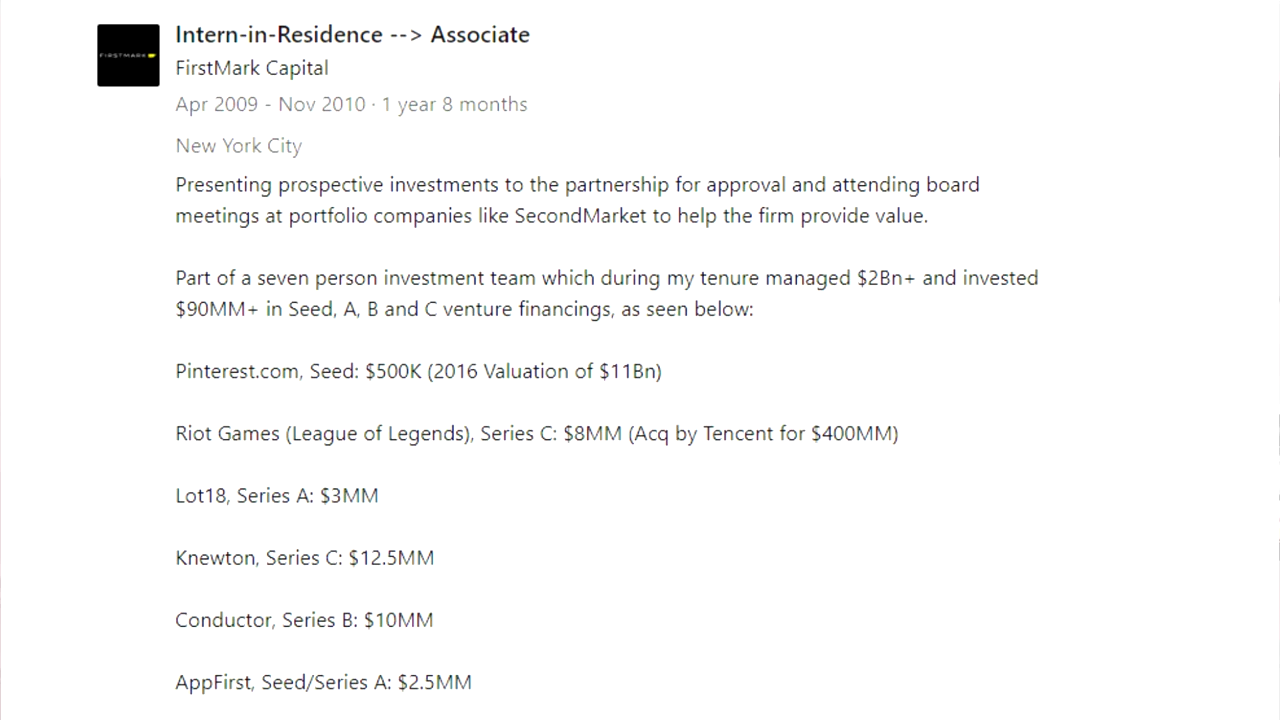 FIRSTMARK
Intern-in-Residence --> Associate
FirstMark Capital
Apr 2009 - Nov 2010 · 1 year 8 months
New York City
Presenting prospective investments to the partnership for approval and attending board
meetings at portfolio companies like SecondMarket to help the firm provide value.
Part of a seven person investment team which during my tenure managed $2Bn+ and invested
$90MM+ in Seed, A, B and C venture financings, as seen below:
Pinterest.com, Seed: $500K (2016 Valuation of $11Bn)
Riot Games (League of Legends), Series C: $8MM (Acq by Tencent for $400MM)
Lot18, Series A: $3MM
Knewton, Series C: $12.5MM
Conductor, Series B: $10MM
AppFirst, Seed/Series A: $2.5MM